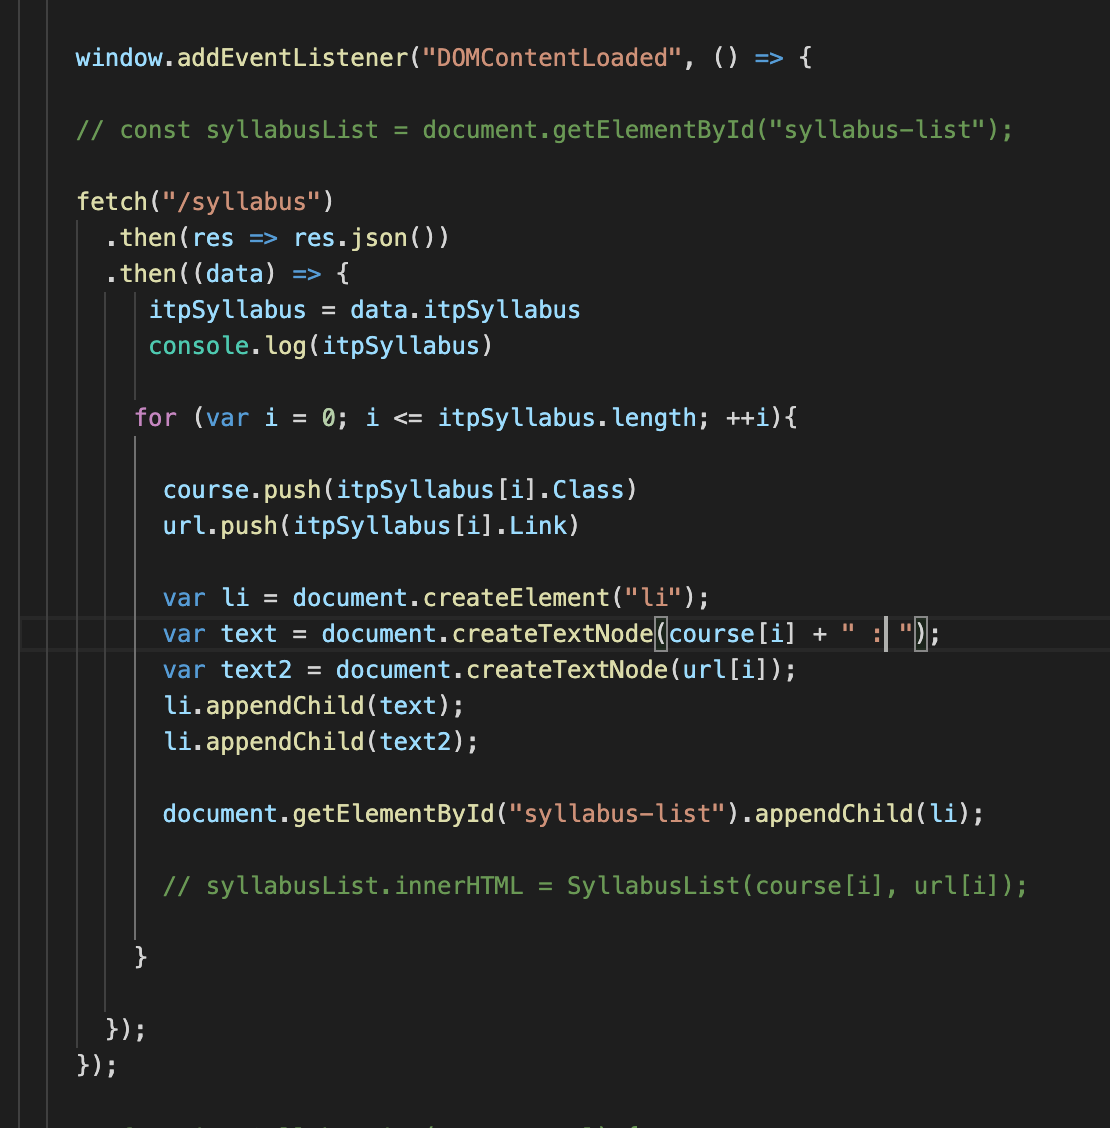 window.addEventListener("DOMContentLoaded", () => {
// const syllabusList = document.getElementById("syllabus-list");
fetch("/syllabus")
.then(res => res.json())
.then((data) => {
itpSyllabus = data.itpSyllabus
console.log(itpSyllabus)
for (var i = 0; i <= itpSyllabus.length; ++i){
course.push(itpSyllabus[i].Class)
url.push(itpSyllabus[i].Link)
var li = document.createElement("li");
var text = document.createTextNode(course[i] + " : ");
var text2 = document.createTextNode(url[i]);
li.appendChild(text);
li.appendChild(text2);
document.getElementById("syllabus-list").appendChild(li);
// syllabusList.innerHTML = SyllabusList(course[i], url[i]);
}
});
});